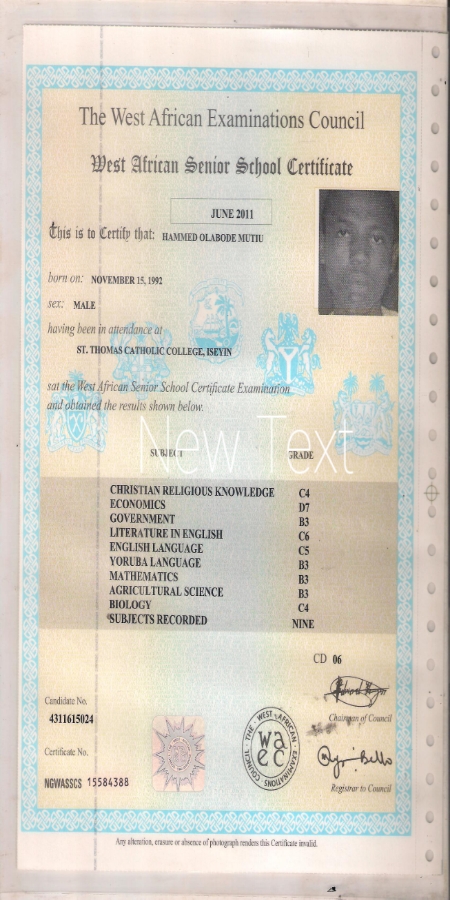 The West African Examinations Council
West African Senior School Certificate
JUNE 2011
This is to Certify that: HAMMED OLABODE MUTIU
born on: NOVEMBER 15, 1992
sex: MALE
having been in attendance at
ST. THOMAS CATHOLIC COLLEGE, ISEYIN
sat the West African Senior School Certificate Examination
and obtained the results shown below.
New Text
SUBJECT GRADE
CHRISTIAN RELIGIOUS KNOWLEDGE C4
ECONOMICS D7
GOVERNMENT B3
LITERATURE IN ENGLISH C6
ENGLISH LANGUAGE C5
YORUBA LANGUAGE B3
MATHEMATICS B3
AGRICULTURAL SCIENCE B3
BIOLOGY C4
*SUBJECTS RECORDED NINE
CD 06
Candidate No.
4311615024
Chairman of Council
Certificate No.
NGWASSCS 15584388
THE · WEST AFRICAN · EXAMINATIONS COUNCIL
waec
Registrar to Council
Any alteration, erasure or absence of photograph renders this Certificate invalid.